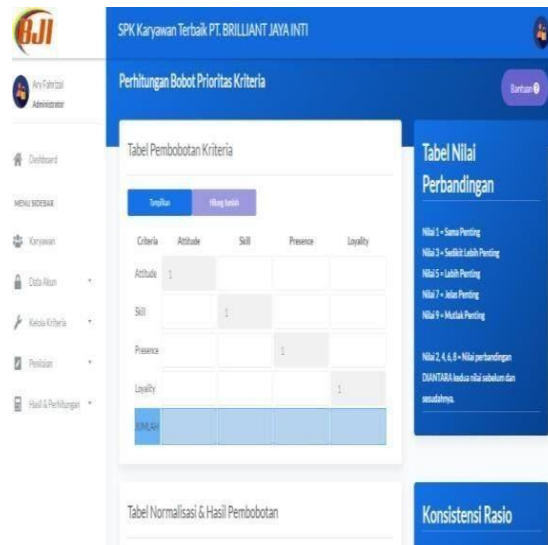 BJI
SPK Karyawan Terbaik PT. BRILLIANT JAYA INTI
Ary Fahrizal
Administrator
Perhitungan Bobot Prioritas Kriteria
Bantuan
Dashboard
MENU SIDEBAR
Karyawan
Data Akun
Kelola Kriteria
Penilaian
Hasil & Perhitungan
Tabel Pembobotan Kriteria
Tampilkan
Hitung Jumlah
Criteria Attitude Skill Presence Loyality
Attitude 1
Skill 1
Presence 1
Loyality 1
JUMLAH
Tabel Nilai
Perbandingan
Nilai 1 = Sama Penting
Nilai 3 = Sedikit Lebih Penting
Nilai 5 = Lebih Penting
Nilai 7 = Jelas Penting
Nilai 9 = Mutlak Penting
Nilai 2, 4, 6, 8 = Nilai perbandingan
DIANTARA kedua nilai sebelum dan
sesudahnya.
Tabel Normalisasi & Hasil Pembobotan
Konsistensi Rasio